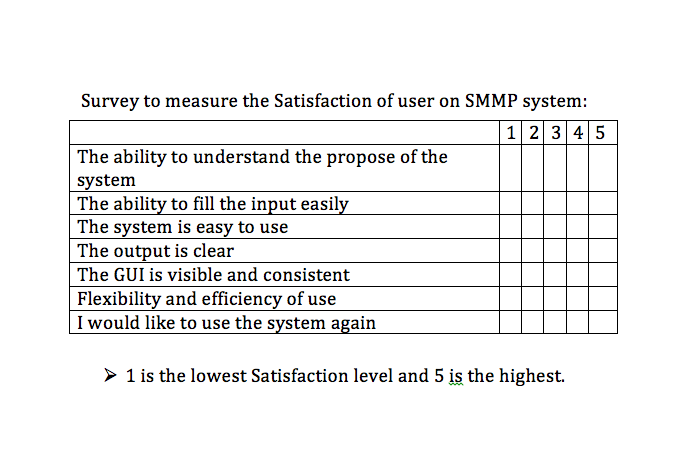 Survey to measure the Satisfaction of user on SMMP system:
1 2 3 4 5
The ability to understand the propose of the
system
The ability to fill the input easily
The system is easy to use
The output is clear
The GUI is visible and consistent
Flexibility and efficiency of use
I would like to use the system again
➢ 1 is the lowest Satisfaction level and 5 is the highest.